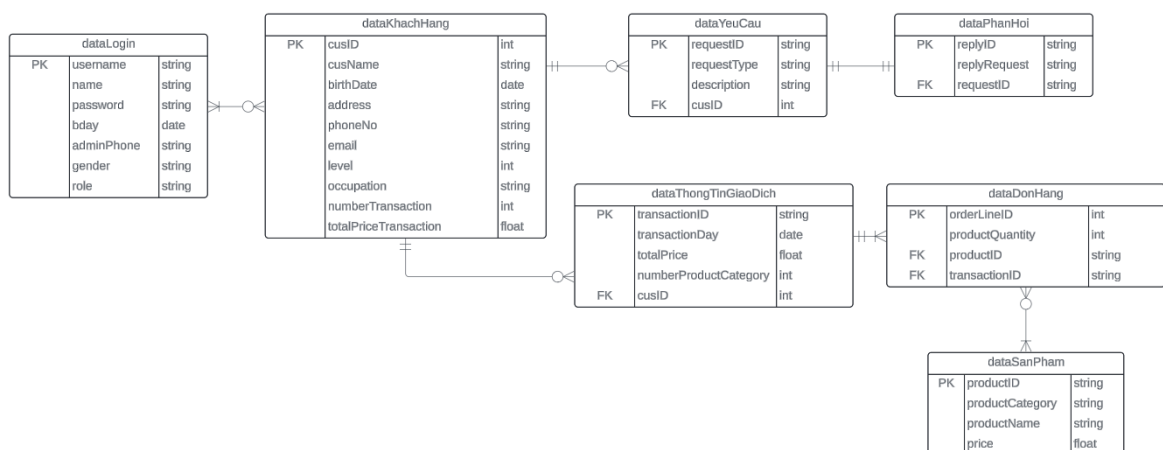 dataLogin
PK username string
name string
password string
bday date
adminPhone string
gender string
role string
dataKhachHang
PK cusID int
cusName string
birthDate date
address string
phoneNo string
email string
level int
occupation string
numberTransaction int
totalPriceTransaction float
dataYeuCau
PK requestID string
requestType string
description string
FK cusID int
dataPhanHoi
PK replyID string
replyRequest string
FK requestID string
dataThongTinGiaoDich
PK transactionID string
transactionDay date
totalPrice float
numberProductCategory int
FK cusID int
dataDonHang
PK orderLineID int
productQuantity int
FK productID string
FK transactionID string
dataSanPham
PK productID string
productCategory string
productName string
price float